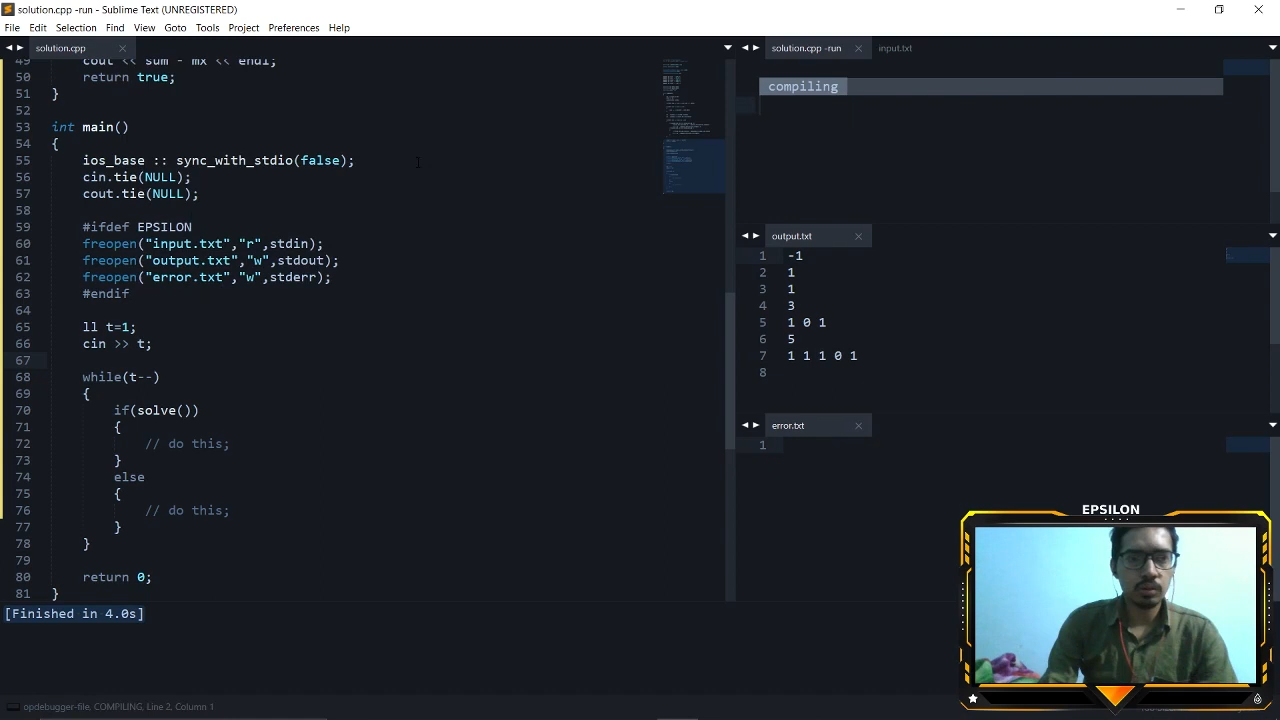 solution.cpp -run - Sublime Text (UNREGISTERED)
File Edit Selection Find View Goto Tools Project Preferences Help
solution.cpp
49 cout << sum - mx << endl;
50 return true;
51 }
52
53 int main()
54 {
55 ios_base :: sync_with_stdio(false);
56 cin.tie(NULL);
57 cout.tie(NULL);
58
59 #ifdef EPSILON
60 freopen("input.txt","r",stdin);
61 freopen("output.txt","w",stdout);
62 freopen("error.txt","w",stderr);
63 #endif
64
65 ll t=1;
66 cin >> t;
67
68 while(t--)
69 {
70 if(solve())
71 {
72 // do this;
73 }
74 else
75 {
76 // do this;
77 }
78 }
79
80 return 0;
81 }
[Finished in 4.0s]
opdebugger-file, COMPILING, Line 2, Column 1
solution.cpp -run input.txt
compiling
output.txt
1 -1
2 1
3 1
4 3
5 1 0 1
6 5
7 1 1 1 0 1
8
error.txt
1
EPSILON